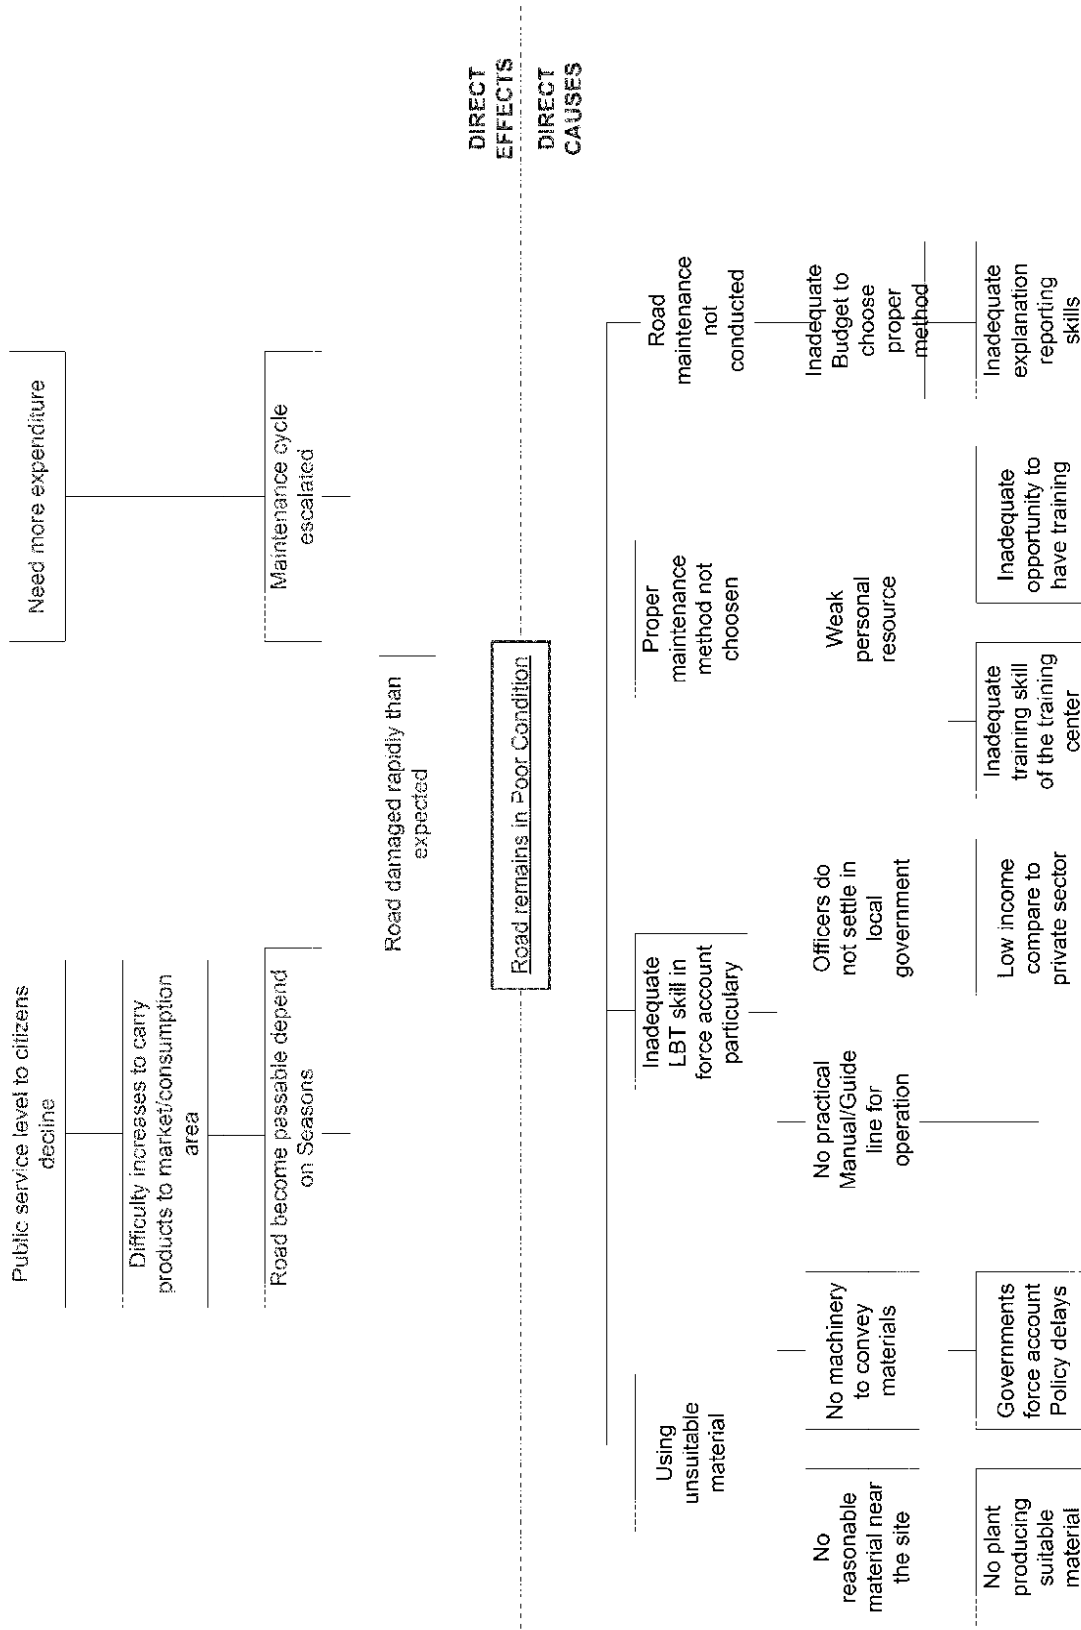 Public service level to citizens
decline
Need more expenditure
Difficulty increases to carry
products to market/consumption
area
Road become passable depend
on Seasons
Maintenance cycle
escalated
Road damaged rapidly than
expected
DIRECT
EFFECTS
Road remains in Poor Condition
DIRECT
CAUSES
Using
unsuitable
material
Inadequate
LBT skill in
force account
particulary
Proper
maintenance
method not
choosen
Road
maintenance
not
conducted
No
reasonable
material near
the site
No machinery
to convey
materials
No practical
Manual/Guide
line for
operation
Officers do
not settle in
local
government
Weak
personal
resource
Inadequate
Budget to
choose
proper
method
No plant
producing
suitable
material
Governments
force account
Policy delays
Low income
compare to
private sector
Inadequate
training skill
of the training
center
Inadequate
opportunity to
have training
Inadequate
explanation
reporting
skills